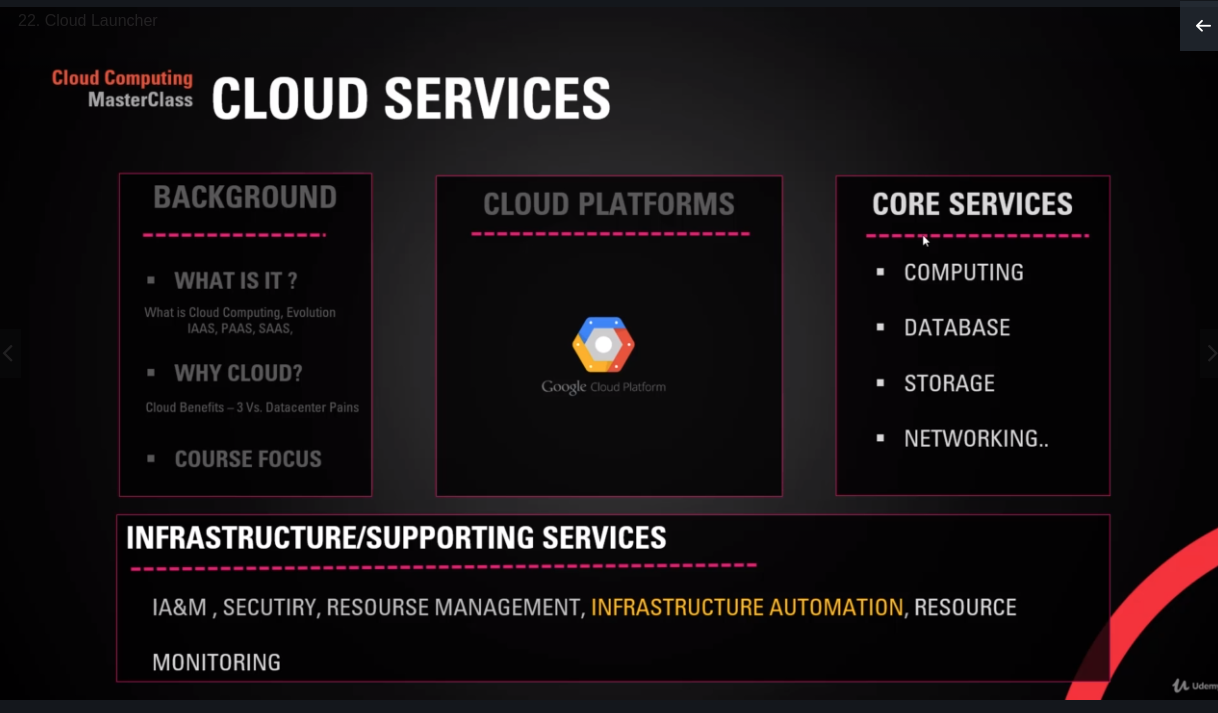 22. Cloud Launcher
Cloud Computing
MasterClass
CLOUD SERVICES
BACKGROUND
WHAT IS IT ?
What is Cloud Computing, Evolution
IAAS, PAAS, SAAS,
WHY CLOUD?
Cloud Benefits – 3 Vs. Datacenter Pains
COURSE FOCUS
CLOUD PLATFORMS
Google Cloud Platform
CORE SERVICES
COMPUTING
DATABASE
STORAGE
NETWORKING..
INFRASTRUCTURE/SUPPORTING SERVICES
IA&M , SECUTIRY, RESOURSE MANAGEMENT, INFRASTRUCTURE AUTOMATION, RESOURCE
MONITORING
Udemy